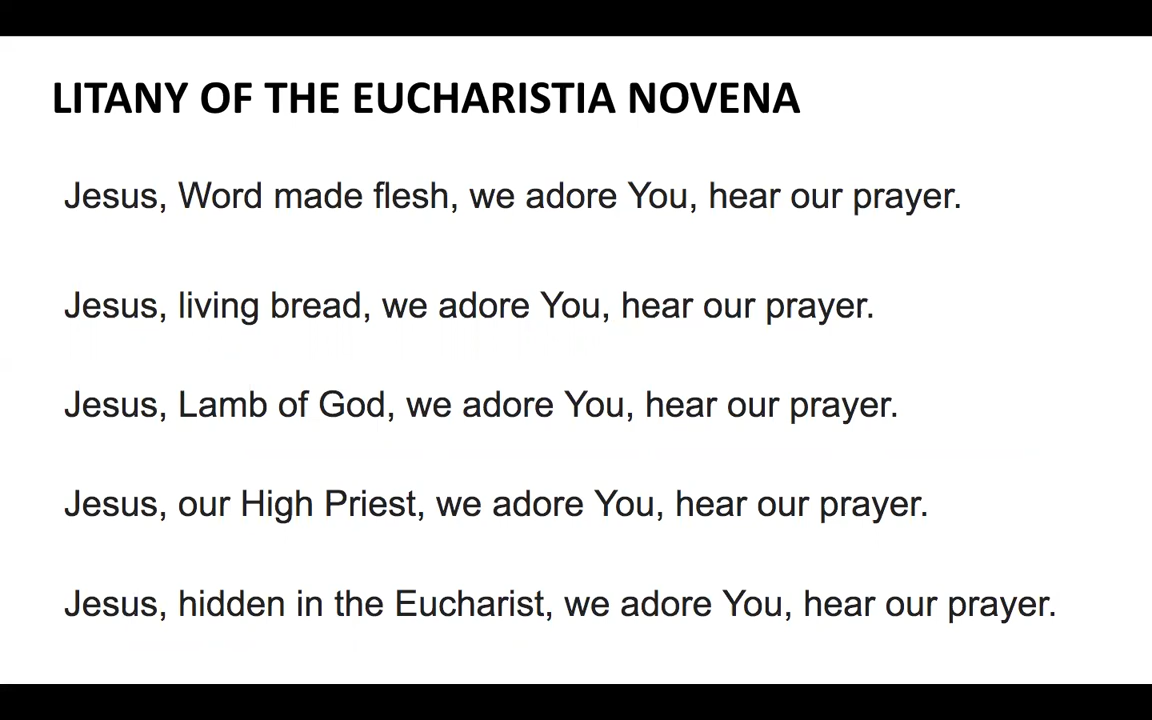 LITANY OF THE EUCHARISTIA NOVENA
Jesus, Word made flesh, we adore You, hear our prayer.
Jesus, living bread, we adore You, hear our prayer.
Jesus, Lamb of God, we adore You, hear our prayer.
Jesus, our High Priest, we adore You, hear our prayer.
Jesus, hidden in the Eucharist, we adore You, hear our prayer.